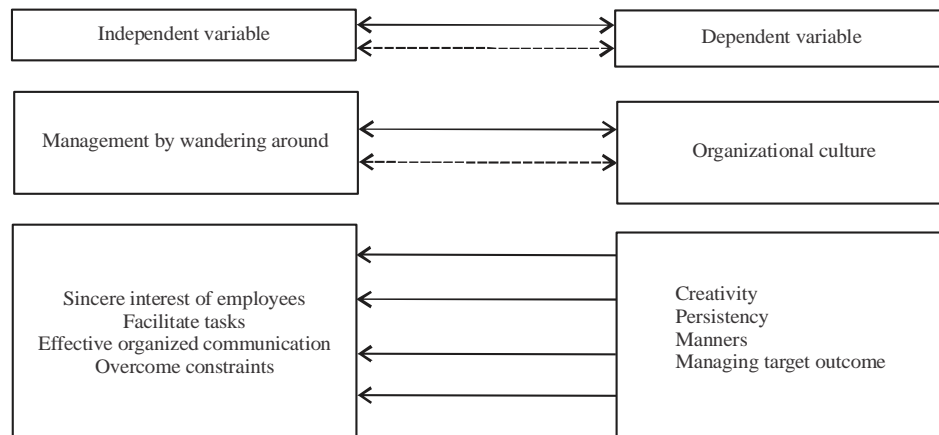 Independent variable
Dependent variable
Management by wandering around
Organizational culture
Sincere interest of employees
Facilitate tasks
Effective organized communication
Overcome constraints
Creativity
Persistency
Manners
Managing target outcome